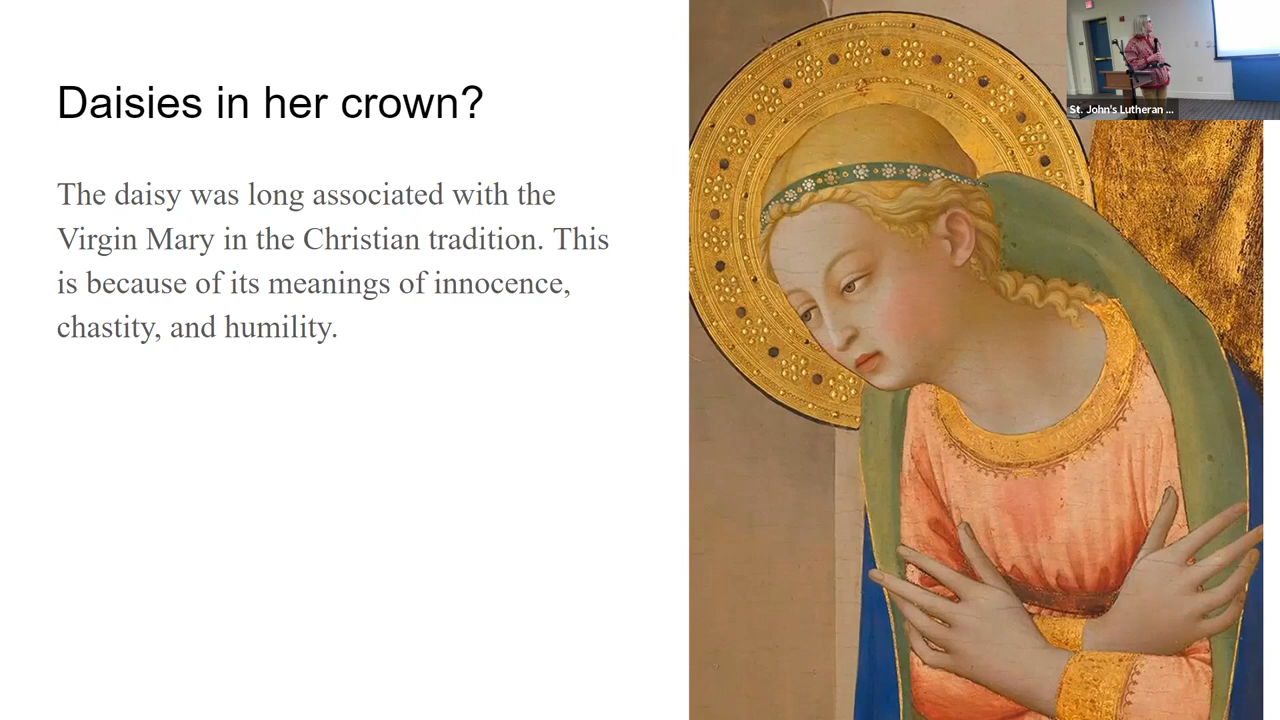 Daisies in her crown?
The daisy was long associated with the
Virgin Mary in the Christian tradition. This
is because of its meanings of innocence,
chastity, and humility.
St. John's Lutheran ...